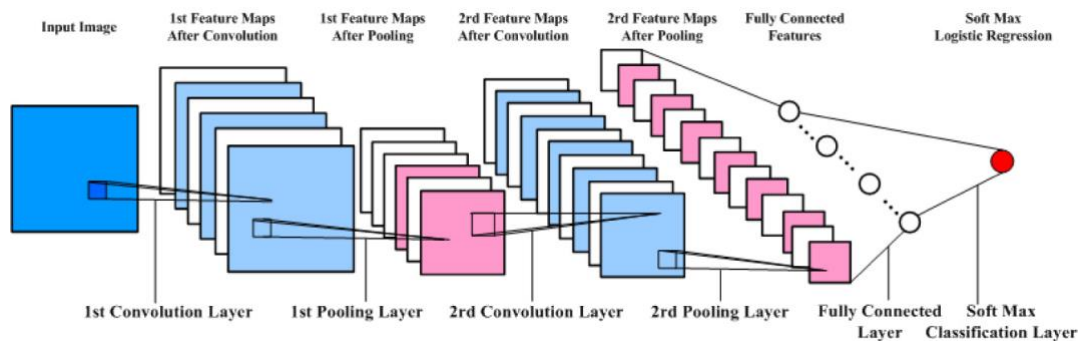 Input Image
1st Feature Maps
After Convolution
1st Feature Maps
After Pooling
2rd Feature Maps
After Convolution
2rd Feature Maps
After Pooling
Fully Connected
Features
Soft Max
Logistic Regression
1st Convolution Layer
1st Pooling Layer
2rd Convolution Layer
2rd Pooling Layer
Fully Connected
Layer
Soft Max
Classification Layer